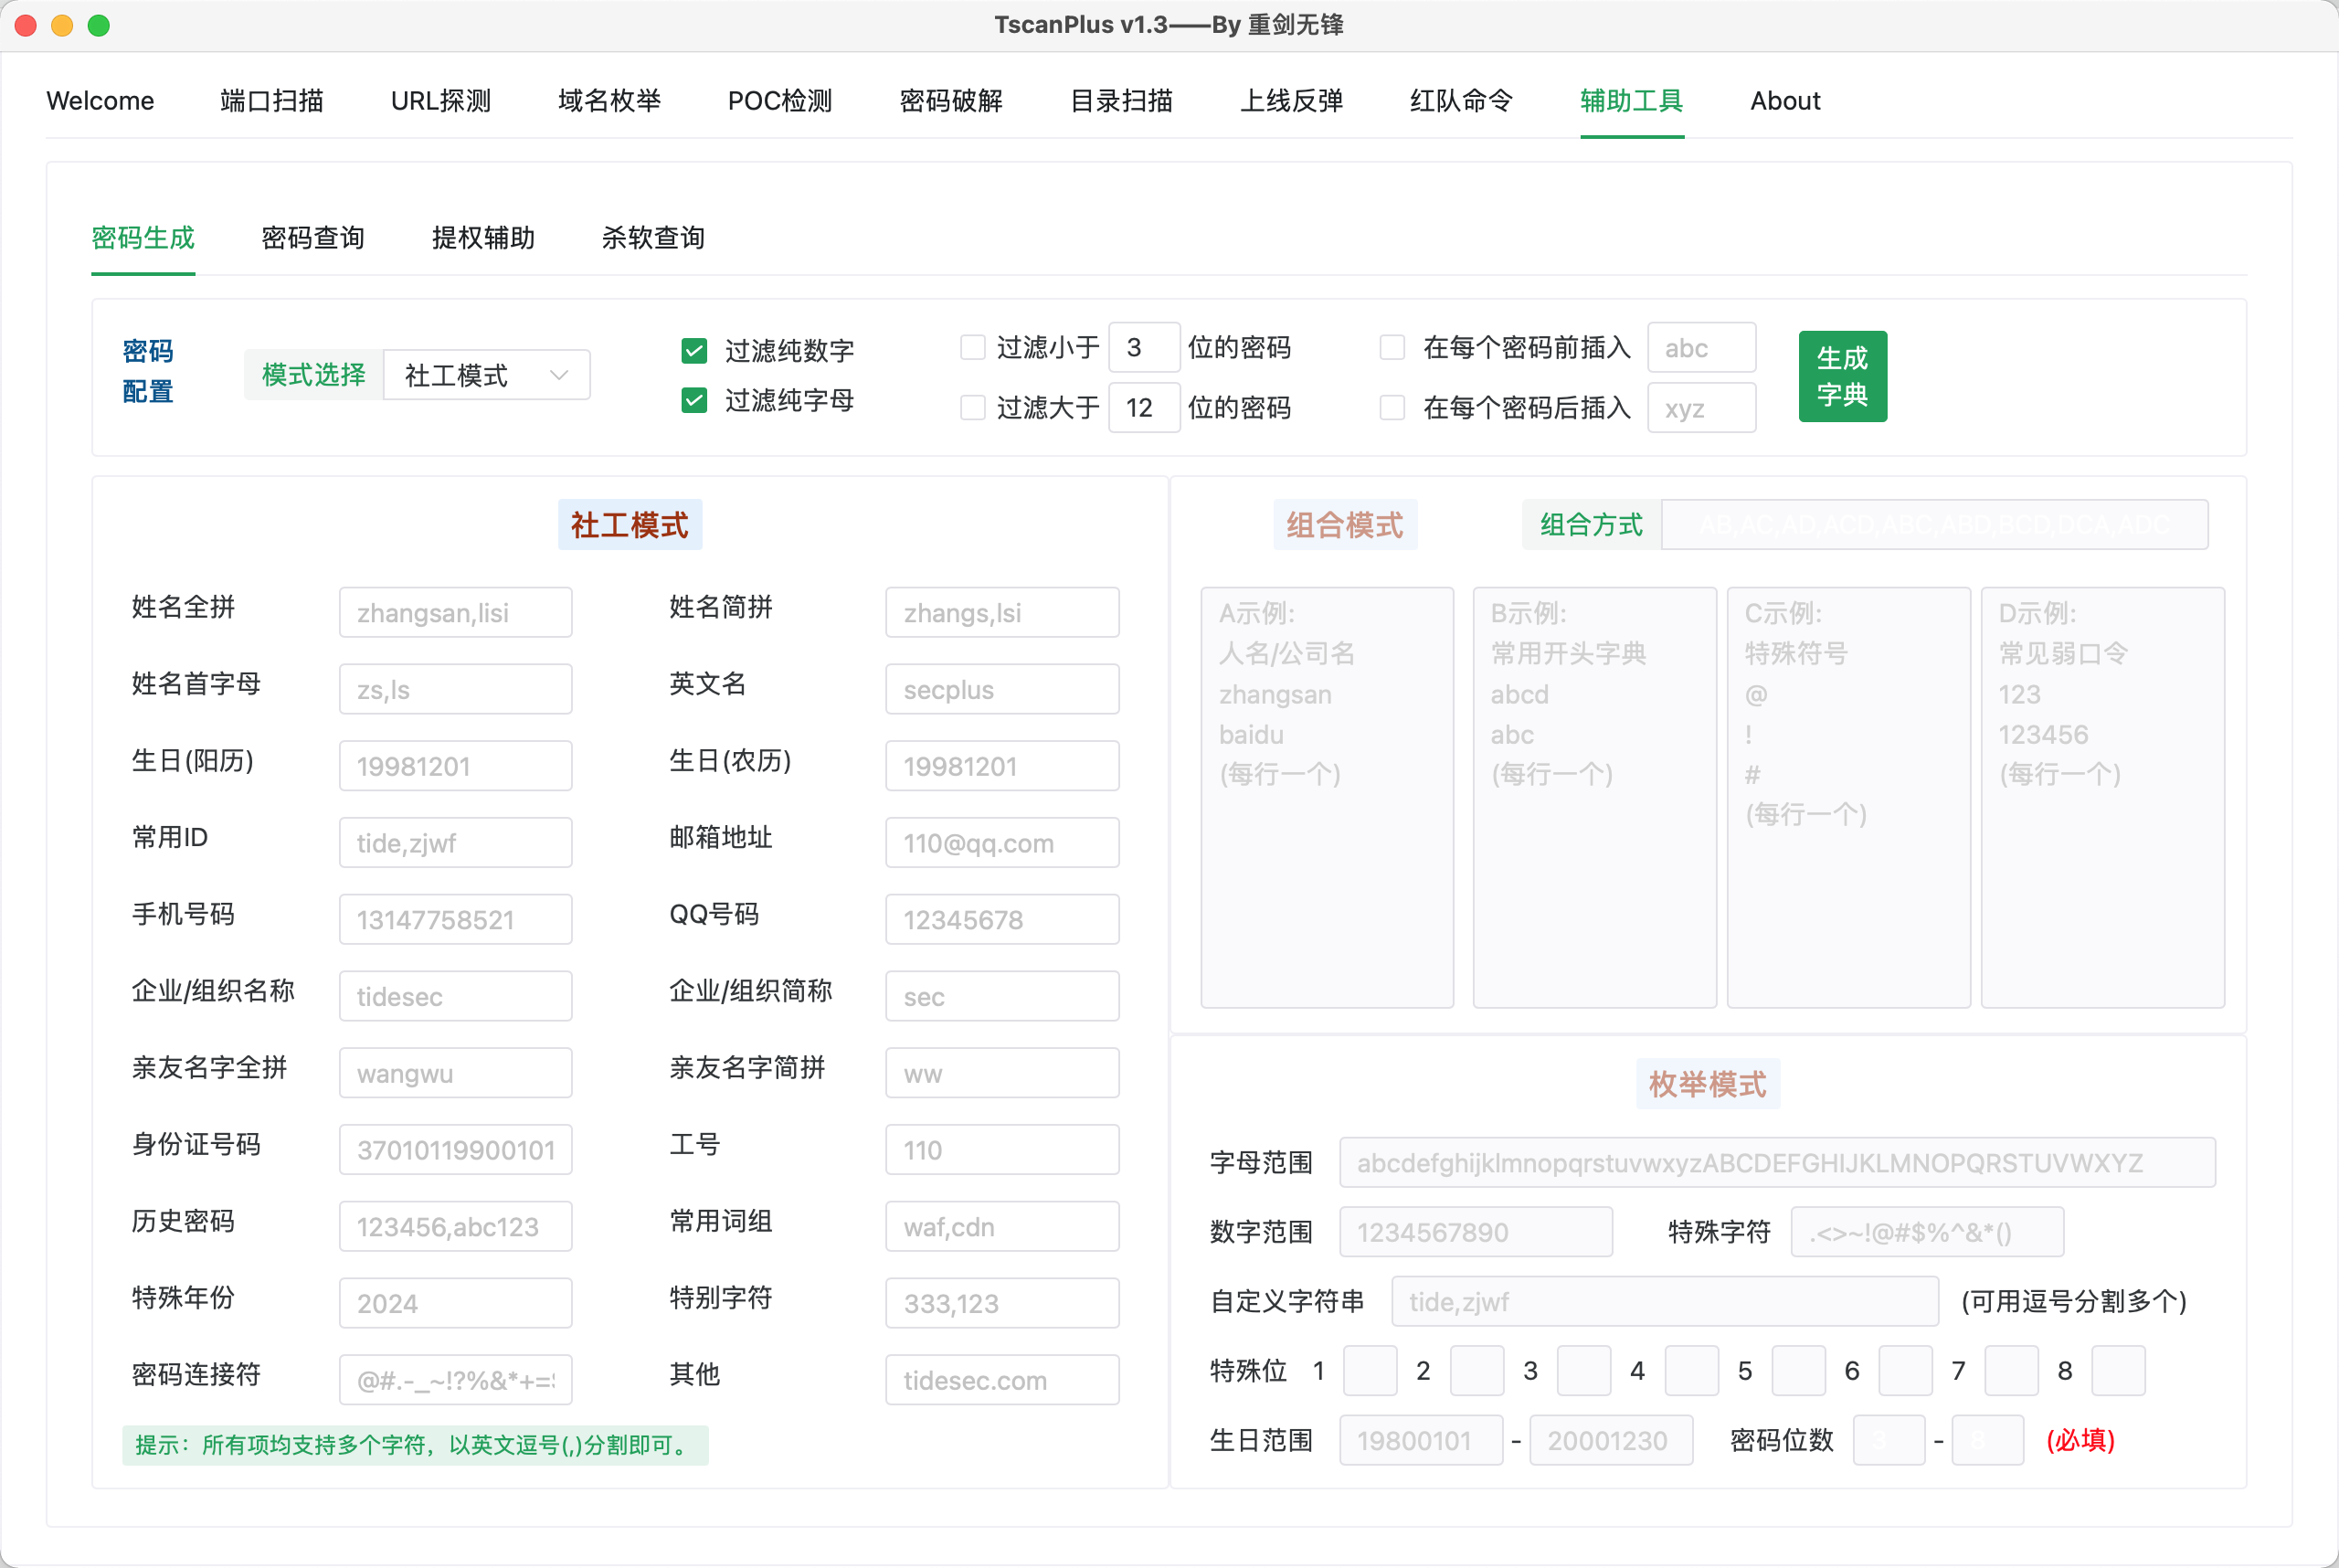 TscanPlus v1.3——By 重剑无锋
Welcome 端口扫描 URL探测 域名枚举 POC检测 密码破解 目录扫描 上线反弹 红队命令 辅助工具 About
密码生成 密码查询 提权辅助 杀软查询
密码
配置
模式选择 社工模式
过滤纯数字
过滤纯字母
过滤小于 3 位的密码
过滤大于 12 位的密码
在每个密码前插入 abc
在每个密码后插入 xyz
生成
字典
社工模式
姓名全拼 zhangsan,lisi 姓名简拼 zhangs,lsi
姓名首字母 zs,ls 英文名 secplus
生日(阳历) 19981201 生日(农历) 19981201
常用ID tide,zjwf 邮箱地址 110@qq.com
手机号码 13147758521 QQ号码 12345678
企业/组织名称 tidesec 企业/组织简称 sec
亲友名字全拼 wangwu 亲友名字简拼 ww
身份证号码 37010119900101 工号 110
历史密码 123456,abc123 常用词组 waf,cdn
特殊年份 2024 特别字符 333,123
密码连接符 @#.-_~!?%&*+= 其他 tidesec.com
提示：所有项均支持多个字符，以英文逗号(,)分割即可。
组合模式 组合方式 AB,AC,AD,ACD,ABC,ABD,BCD,DCA,ADC
A示例:
人名/公司名
zhangsan
baidu
(每行一个)
B示例:
常用开头字典
abcd
abc
(每行一个)
C示例:
特殊符号
@
!
#
(每行一个)
D示例:
常见弱口令
123
123456
(每行一个)
枚举模式
字母范围 abcdefghijklmnopqrstuvwxyzABCDEFGHIJKLMNOPQRSTUVWXYZ
数字范围 1234567890 特殊字符 .<>~!@#$%^&*()
自定义字符串 tide,zjwf (可用逗号分割多个)
特殊位 1 2 3 4 5 6 7 8
生日范围 19800101 - 20001230 密码位数 3 - 8 (必填)